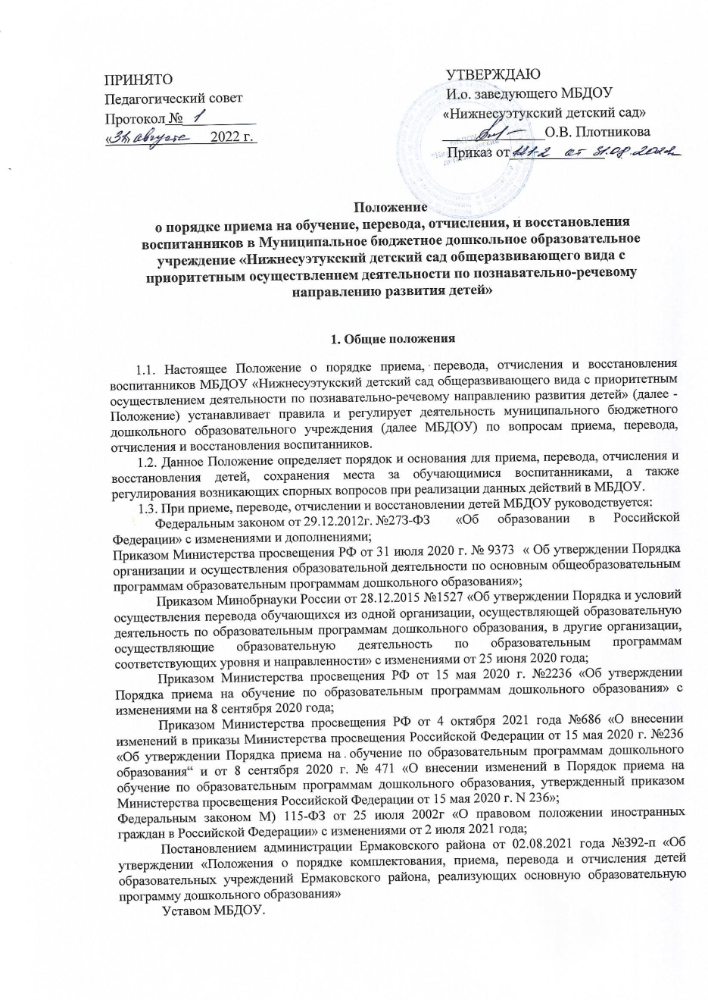 ПРИНЯТО
Педагогический совет
Протокол № 1
«31» августа 2022 г.
УТВЕРЖДАЮ
И.о. заведующего МБДОУ
«Нижнесуэтукский детский сад»
О.В. Плотникова
Приказ от 121-2 от 31.08.2022
Положение
о порядке приема на обучение, перевода, отчисления, и восстановления
воспитанников в Муниципальное бюджетное дошкольное образовательное
учреждение «Нижнесуэтукский детский сад общеразвивающего вида с
приоритетным осуществлением деятельности по познавательно-речевому
направлению развития детей»
1. Общие положения
1.1. Настоящее Положение о порядке приема, перевода, отчисления и восстановления
воспитанников МБДОУ «Нижнесуэтукский детский сад общеразвивающего вида с приоритетным
осуществлением деятельности по познавательно-речевому направлению развития детей» (далее -
Положение) устанавливает правила и регулирует деятельность муниципального бюджетного
дошкольного образовательного учреждения (далее МБДОУ) по вопросам приема, перевода,
отчисления и восстановления воспитанников.
1.2. Данное Положение определяет порядок и основания для приема, перевода, отчисления и
восстановления детей, сохранения места за обучающимися воспитанниками, а также
регулирования возникающих спорных вопросов при реализации данных действий в МБДОУ.
1.3. При приеме, переводе, отчислении и восстановлении детей МБДОУ руководствуется:
Федеральным законом от 29.12.2012г. №273-ФЗ «Об образовании в Российской
Федерации» с изменениями и дополнениями;
Приказом Министерства просвещения РФ от 31 июля 2020 г. № 9373 « Об утверждении Порядка
организации и осуществления образовательной деятельности по основным общеобразовательным
программам образовательным программам дошкольного образования»;
Приказом Минобрнауки России от 28.12.2015 №1527 «Об утверждении Порядка и условий
осуществления перевода обучающихся из одной организации, осуществляющей образовательную
деятельность по образовательным программам дошкольного образования, в другие организации,
осуществляющие образовательную деятельность по образовательным программам
соответствующих уровня и направленности» с изменениями от 25 июня 2020 года;
Приказом Министерства просвещения РФ от 15 мая 2020 г. №2236 «Об утверждении
Порядка приема на обучение по образовательным программам дошкольного образования» с
изменениями на 8 сентября 2020 года;
Приказом Министерства просвещения РФ от 4 октября 2021 года №686 «О внесении
изменений в приказы Министерства просвещения Российской Федерации от 15 мая 2020 г. №236
«Об утверждении Порядка приема на обучение по образовательным программам дошкольного
образования“ и от 8 сентября 2020 г. № 471 «О внесении изменений в Порядок приема на
обучение по образовательным программам дошкольного образования, утвержденный приказом
Министерства просвещения Российской Федерации от 15 мая 2020 г. N 236»;
Федеральным законом М) 115-ФЗ от 25 июля 2002г «О правовом положении иностранных
граждан в Российской Федерации» с изменениями от 2 июля 2021 года;
Постановлением администрации Ермаковского района от 02.08.2021 года №392-п «Об
утверждении «Положения о порядке комплектования, приема, перевода и отчисления детей
образовательных учреждений Ермаковского района, реализующих основную образовательную
программу дошкольного образования»
Уставом МБДОУ.